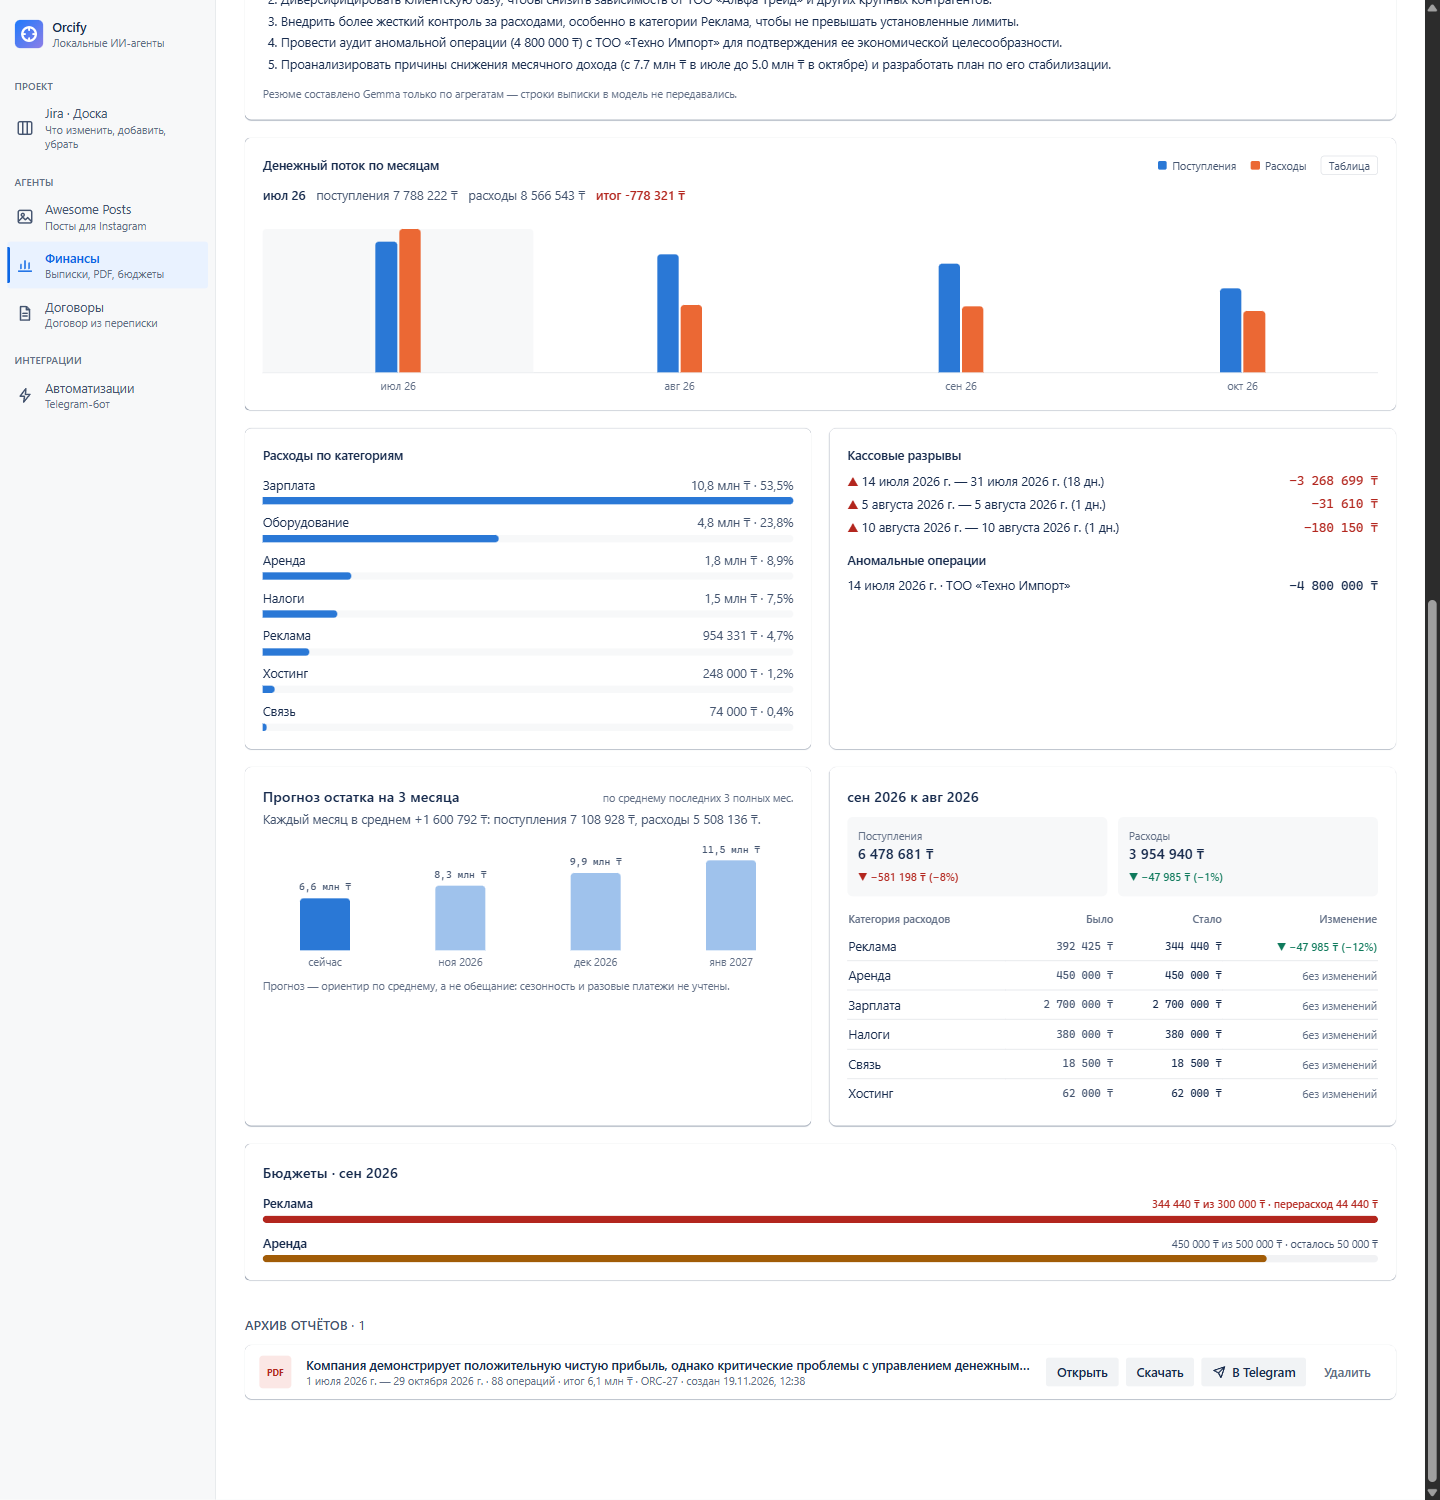 Orcify
Локальные ИИ-агенты
ПРОЕКТ
Jira · Доска
Что изменить, добавить,
убрать
АГЕНТЫ
Awesome Posts
Посты для Instagram
Финансы
Выписки, PDF, бюджеты
Договоры
Договор из переписки
ИНТЕГРАЦИИ
Автоматизации
Telegram-бот
2. Диверсифицировать клиентскую базу, чтобы снизить зависимость от ТОО «Альфа Трейд» и других крупных контрагентов.
3. Внедрить более жесткий контроль за расходами, особенно в категории Реклама, чтобы не превышать установленные лимиты.
4. Провести аудит аномальной операции (4 800 000 ₸) с ТОО «Техно Импорт» для подтверждения ее экономической целесообразности.
5. Проанализировать причины снижения месячного дохода (с 7.7 млн ₸ в июле до 5.0 млн ₸ в октябре) и разработать план по его стабилизации.
Резюме составлено Gemma только по агрегатам — строки выписки в модель не передавались.
Денежный поток по месяцам
Поступления Расходы Таблица
июл 26 поступления 7 788 222 ₸ расходы 8 566 543 ₸ итог -778 321 ₸
июл 26 авг 26 сен 26 окт 26
Расходы по категориям
Зарплата 10,8 млн ₸ · 53,5%
Оборудование 4,8 млн ₸ · 23,8%
Аренда 1,8 млн ₸ · 8,9%
Налоги 1,5 млн ₸ · 7,5%
Реклама 954 331 ₸ · 4,7%
Хостинг 248 000 ₸ · 1,2%
Связь 74 000 ₸ · 0,4%
Кассовые разрывы
▲ 14 июля 2026 г. — 31 июля 2026 г. (18 дн.) −3 268 699 ₸
▲ 5 августа 2026 г. — 5 августа 2026 г. (1 дн.) −31 610 ₸
▲ 10 августа 2026 г. — 10 августа 2026 г. (1 дн.) −180 150 ₸
Аномальные операции
14 июля 2026 г. · ТОО «Техно Импорт» −4 800 000 ₸
Прогноз остатка на 3 месяца по среднему последних 3 полных мес.
Каждый месяц в среднем +1 600 792 ₸: поступления 7 108 928 ₸, расходы 5 508 136 ₸.
6,6 млн ₸ 8,3 млн ₸ 9,9 млн ₸ 11,5 млн ₸
сейчас ноя 2026 дек 2026 янв 2027
Прогноз — ориентир по среднему, а не обещание: сезонность и разовые платежи не учтены.
сен 2026 к авг 2026
Поступления
6 478 681 ₸
▼ −581 198 ₸ (−8%)
Расходы
3 954 940 ₸
▼ −47 985 ₸ (−1%)
Категория расходов Было Стало Изменение
Реклама 392 425 ₸ 344 440 ₸ ▼ −47 985 ₸ (−12%)
Аренда 450 000 ₸ 450 000 ₸ без изменений
Зарплата 2 700 000 ₸ 2 700 000 ₸ без изменений
Налоги 380 000 ₸ 380 000 ₸ без изменений
Связь 18 500 ₸ 18 500 ₸ без изменений
Хостинг 62 000 ₸ 62 000 ₸ без изменений
Бюджеты · сен 2026
Реклама 344 440 ₸ из 300 000 ₸ · перерасход 44 440 ₸
Аренда 450 000 ₸ из 500 000 ₸ · осталось 50 000 ₸
АРХИВ ОТЧЁТОВ · 1
PDF
Компания демонстрирует положительную чистую прибыль, однако критические проблемы с управлением денежным...
1 июля 2026 г. — 29 октября 2026 г. · 88 операций · итог 6,1 млн ₸ · ORC-27 · создан 19.11.2026, 12:38
Открыть Скачать В Telegram Удалить